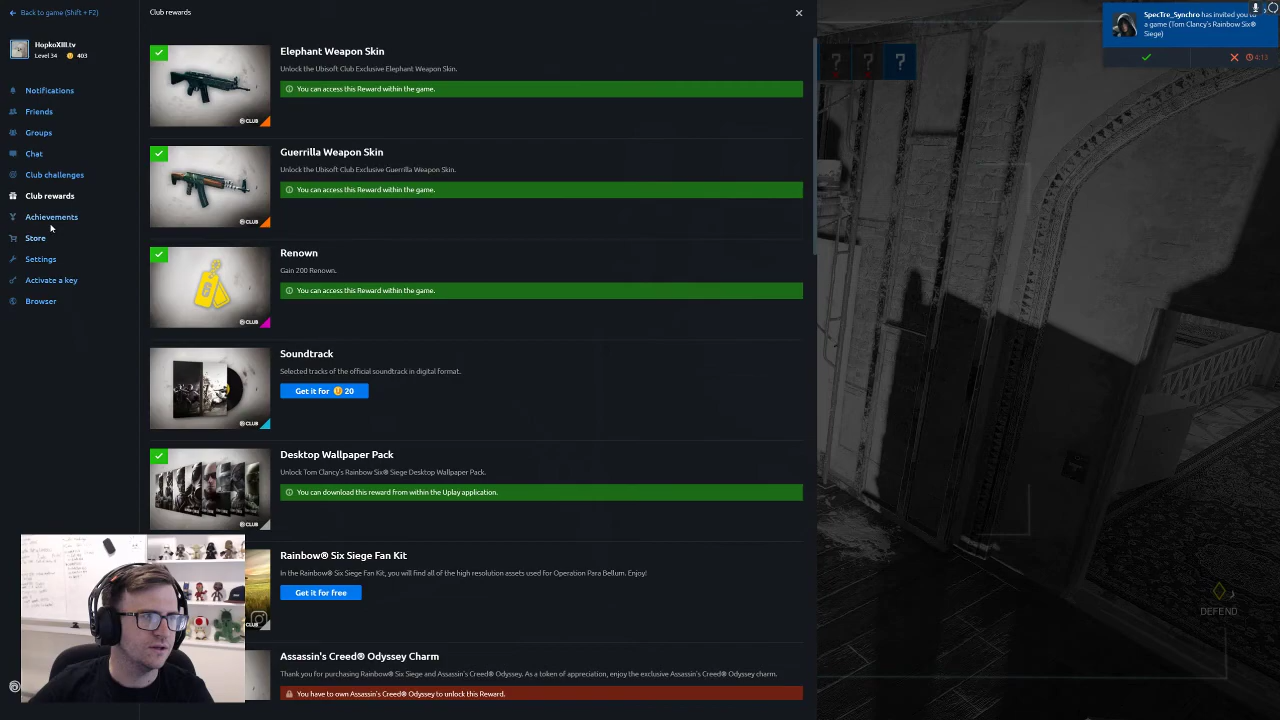 Back to game (Shift + F2)
HopkoXIII.tv
Level 34 403
Notifications
Friends
Groups
Chat
Club challenges
Club rewards
Achievements
Store
Settings
Activate a key
Browser
Club rewards
Elephant Weapon Skin
Unlock the Ubisoft Club Exclusive Elephant Weapon Skin.
You can access this Reward within the game.
CLUB
Guerrilla Weapon Skin
Unlock the Ubisoft Club Exclusive Guerrilla Weapon Skin.
You can access this Reward within the game.
CLUB
Renown
Gain 200 Renown.
You can access this Reward within the game.
CLUB
Soundtrack
Selected tracks of the official soundtrack in digital format.
Get it for 20
CLUB
Desktop Wallpaper Pack
Unlock Tom Clancy's Rainbow Six® Siege Desktop Wallpaper Pack.
You can download this reward from within the Uplay application.
CLUB
Rainbow® Six Siege Fan Kit
In the Rainbow® Six Siege Fan Kit, you will find all of the high resolution assets used for Operation Para Bellum. Enjoy!
Get it for free
CLUB
Assassin's Creed® Odyssey Charm
Thank you for purchasing Rainbow® Six Siege and Assassin's Creed® Odyssey. As a token of appreciation, enjoy the exclusive Assassin's Creed® Odyssey charm.
You have to own Assassin's Creed® Odyssey to unlock this Reward.
SpecTre_Synchro has invited you to
a game (Tom Clancy's Rainbow Six®
Siege)
4:13
? ? ?
DEFEND